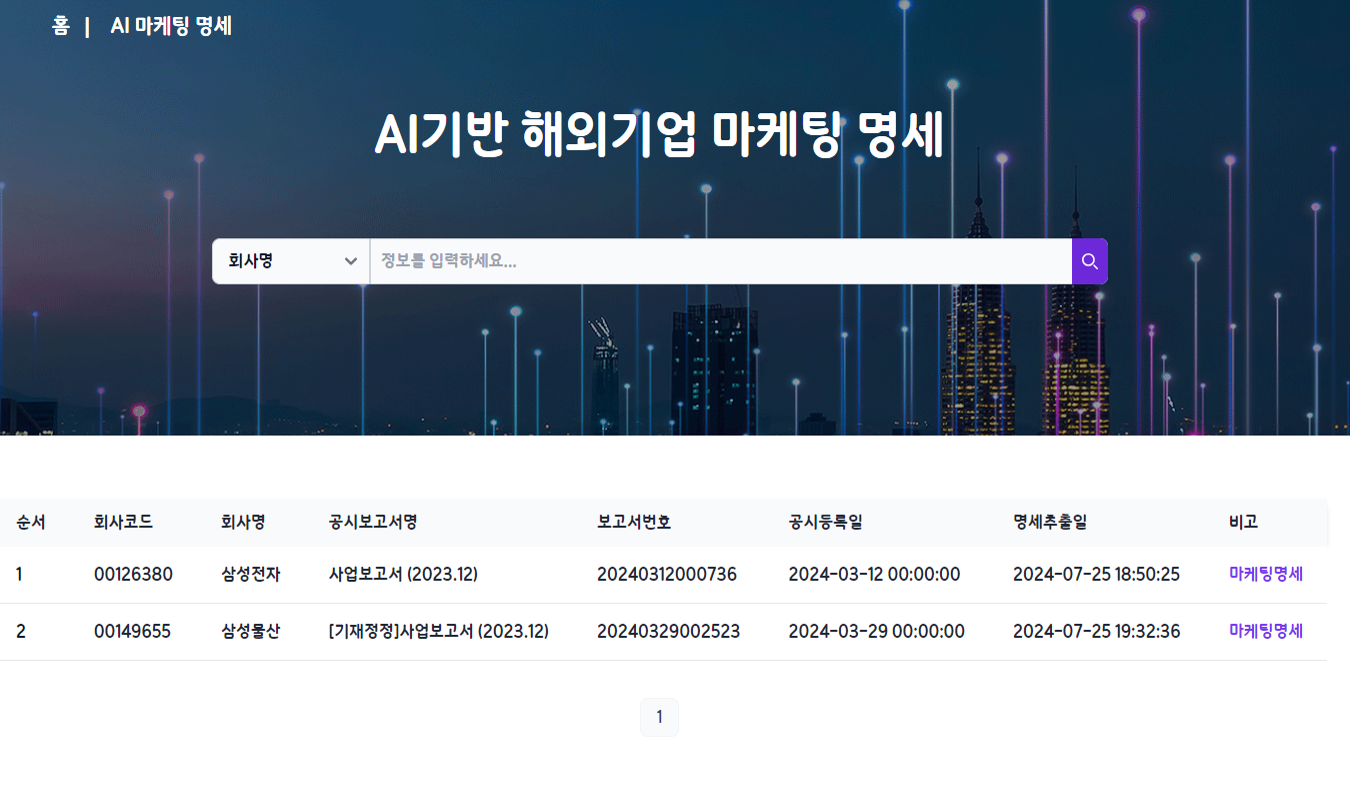 홈 | AI 마케팅 명세
AI기반 해외기업 마케팅 명세
회사명 정보를 입력하세요...
순서 회사코드 회사명 공시보고서명 보고서번호 공시등록일 명세추출일 비고
1 00126380 삼성전자 사업보고서 (2023.12) 20240312000736 2024-03-12 00:00:00 2024-07-25 18:50:25 마케팅명세
2 00149655 삼성물산 [기재정정]사업보고서 (2023.12) 20240329002523 2024-03-29 00:00:00 2024-07-25 19:32:36 마케팅명세
1